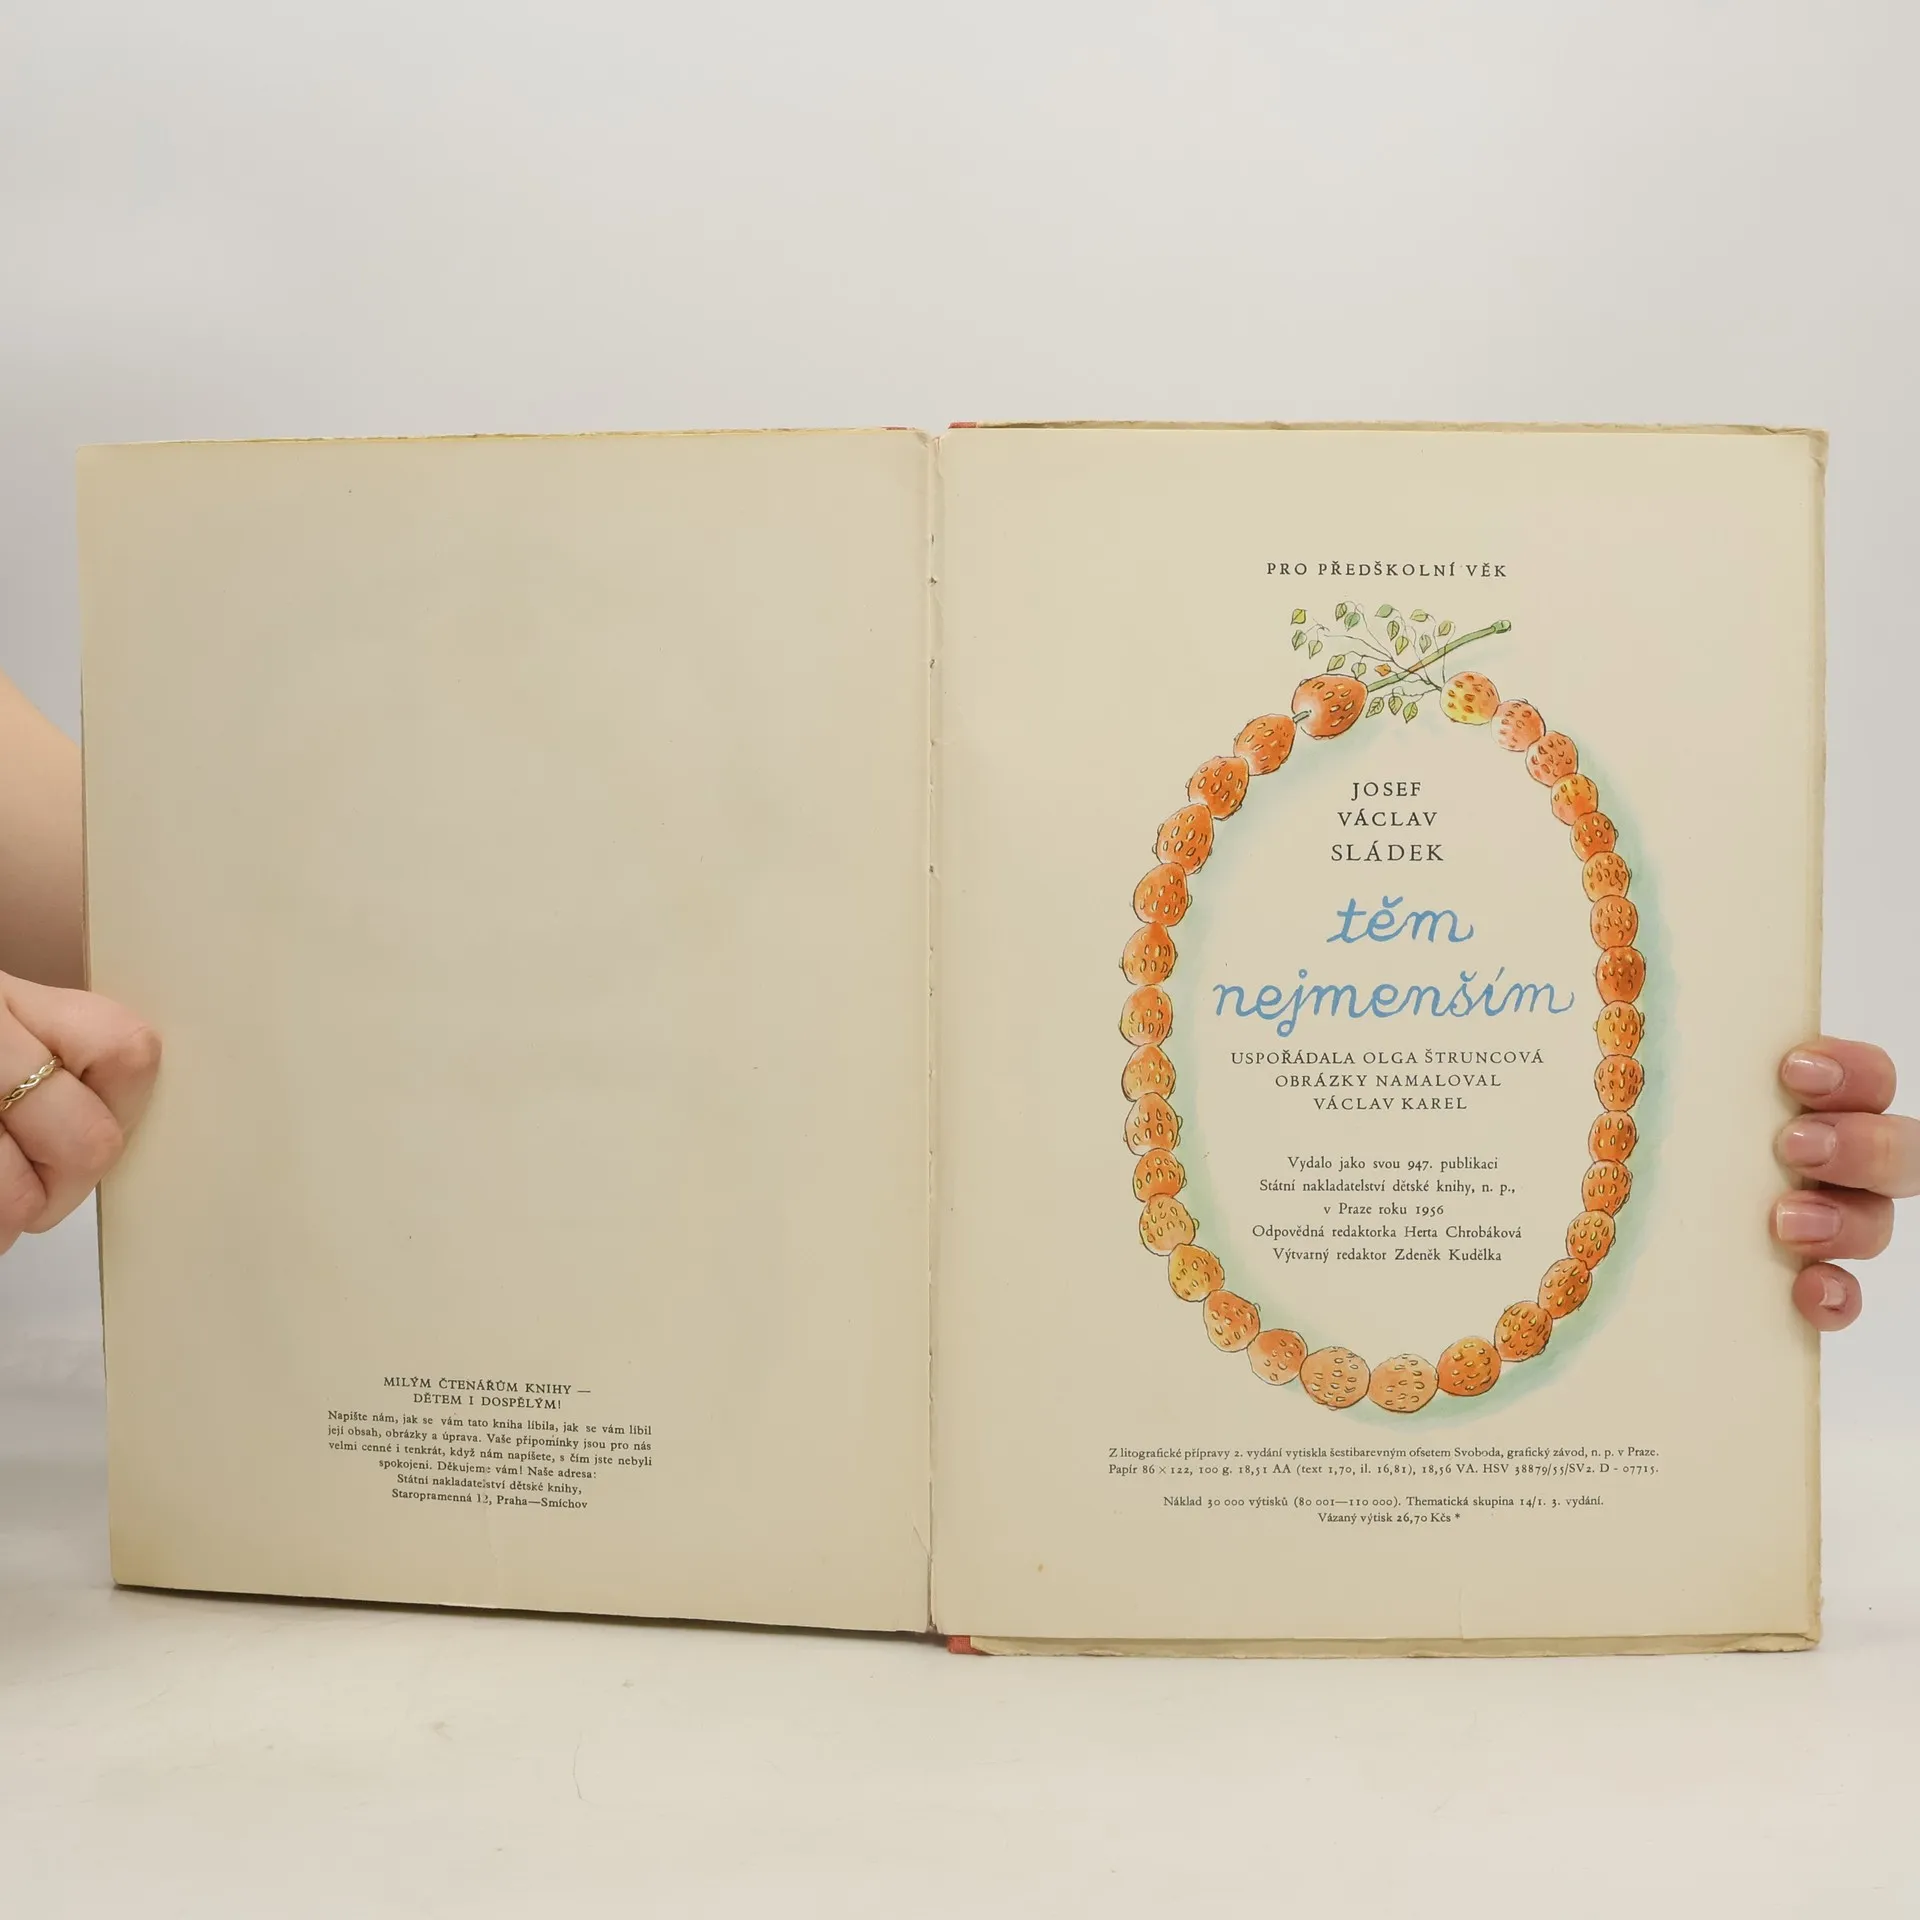 MILÝM ČTENÁŘŮM KNIHY —
DĚTEM I DOSPĚLÝM!
Napište nám, jak se vám tato kniha líbila, jak se vám líbil
její obsah, obrázky a úprava. Vaše připomínky jsou pro nás
velmi cenné i tenkrát, když nám napíšete, s čím jste nebyli
spokojeni. Děkujeme vám! Naše adresa:
Státní nakladatelství dětské knihy,
Staropramenná 12, Praha—Smíchov
PRO PŘEDŠKOLNÍ VĚK
JOSEF
VÁCLAV
SLÁDEK
těm
nejmenším
USPOŘÁDALA OLGA ŠTRUNCOVÁ
OBRÁZKY NAMALOVAL
VÁCLAV KAREL
Vydalo jako svou 947. publikaci
Státní nakladatelství dětské knihy, n. p.,
v Praze roku 1956
Odpovědná redaktorka Herta Chrobáková
Výtvarný redaktor Zdeněk Kudělka
Z litografické přípravy 2. vydání vytiskla šestibarevným ofsetem Svoboda, grafický závod, n. p. v Praze.
Papír 86 × 122, 100 g. 18,51 AA (text 1,70, il. 16,81), 18,56 VA. HSV 38879/55/SV2. D - 07715.
Náklad 30 000 výtisků (80 001—110 000). Thematická skupina 14/1. 3. vydání.
Vázaný výtisk 26,70 Kčs *